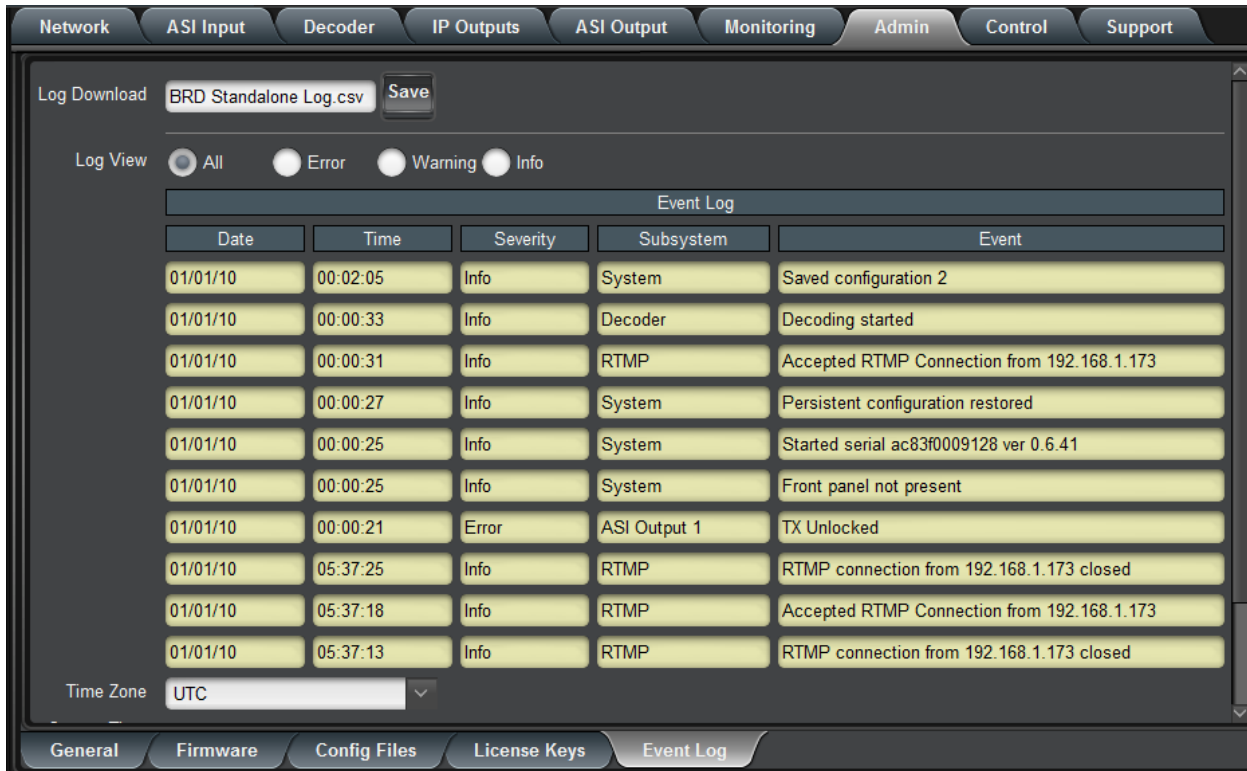 Network ASI Input Decoder IP Outputs ASI Output Monitoring Admin Control Support
Log Download BRD Standalone Log.csv Save
Log View All Error Warning Info
Event Log
Date Time Severity Subsystem Event
01/01/10 00:02:05 Info System Saved configuration 2
01/01/10 00:00:33 Info Decoder Decoding started
01/01/10 00:00:31 Info RTMP Accepted RTMP Connection from 192.168.1.173
01/01/10 00:00:27 Info System Persistent configuration restored
01/01/10 00:00:25 Info System Started serial ac83f0009128 ver 0.6.41
01/01/10 00:00:25 Info System Front panel not present
01/01/10 00:00:21 Error ASI Output 1 TX Unlocked
01/01/10 05:37:25 Info RTMP RTMP connection from 192.168.1.173 closed
01/01/10 05:37:18 Info RTMP Accepted RTMP Connection from 192.168.1.173
01/01/10 05:37:13 Info RTMP RTMP connection from 192.168.1.173 closed
Time Zone UTC
General Firmware Config Files License Keys Event Log